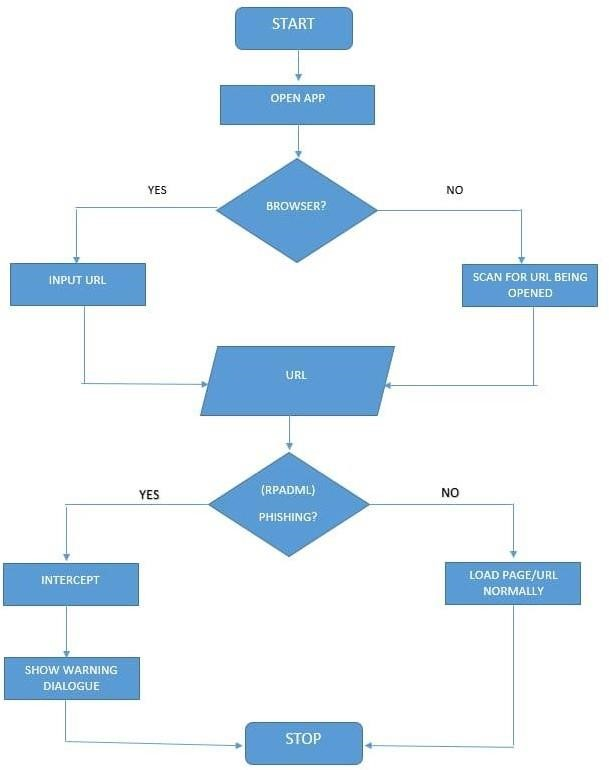 START
OPEN APP
YES
BROWSER?
NO
INPUT URL
SCAN FOR URL BEING
OPENED
URL
YES
(RPADML)
PHISHING?
NO
INTERCEPT
LOAD PAGE/URL
NORMALLY
SHOW WARNING
DIALOGUE
STOP